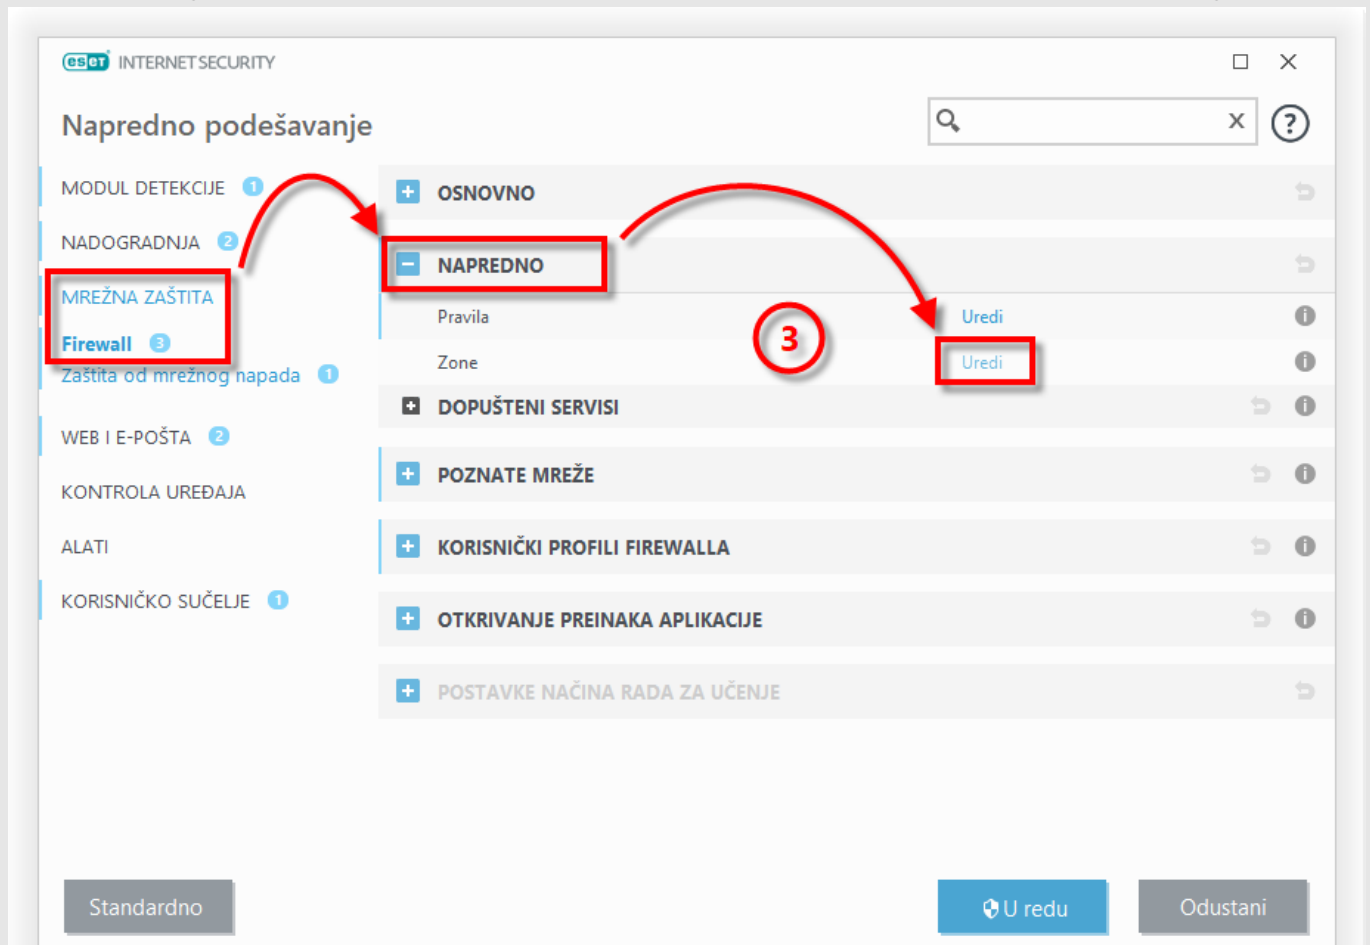 eset INTERNET SECURITY
Napredno podešavanje
x
?
MODUL DETEKCIJE 1
NADOGRADNJA 2
MREŽNA ZAŠTITA
Firewall 3
Zaštita od mrežnog napada 1
WEB I E-POŠTA 2
KONTROLA UREĐAJA
ALATI
KORISNIČKO SUČELJE 1
OSNOVNO
NAPREDNO
Pravila Uredi
3
Zone Uredi
DOPUŠTENI SERVISI
POZNATE MREŽE
KORISNIČKI PROFILI FIREWALLA
OTKRIVANJE PREINAKA APLIKACIJE
POSTAVKE NAČINA RADA ZA UČENJE
Standardno
U redu
Odustani